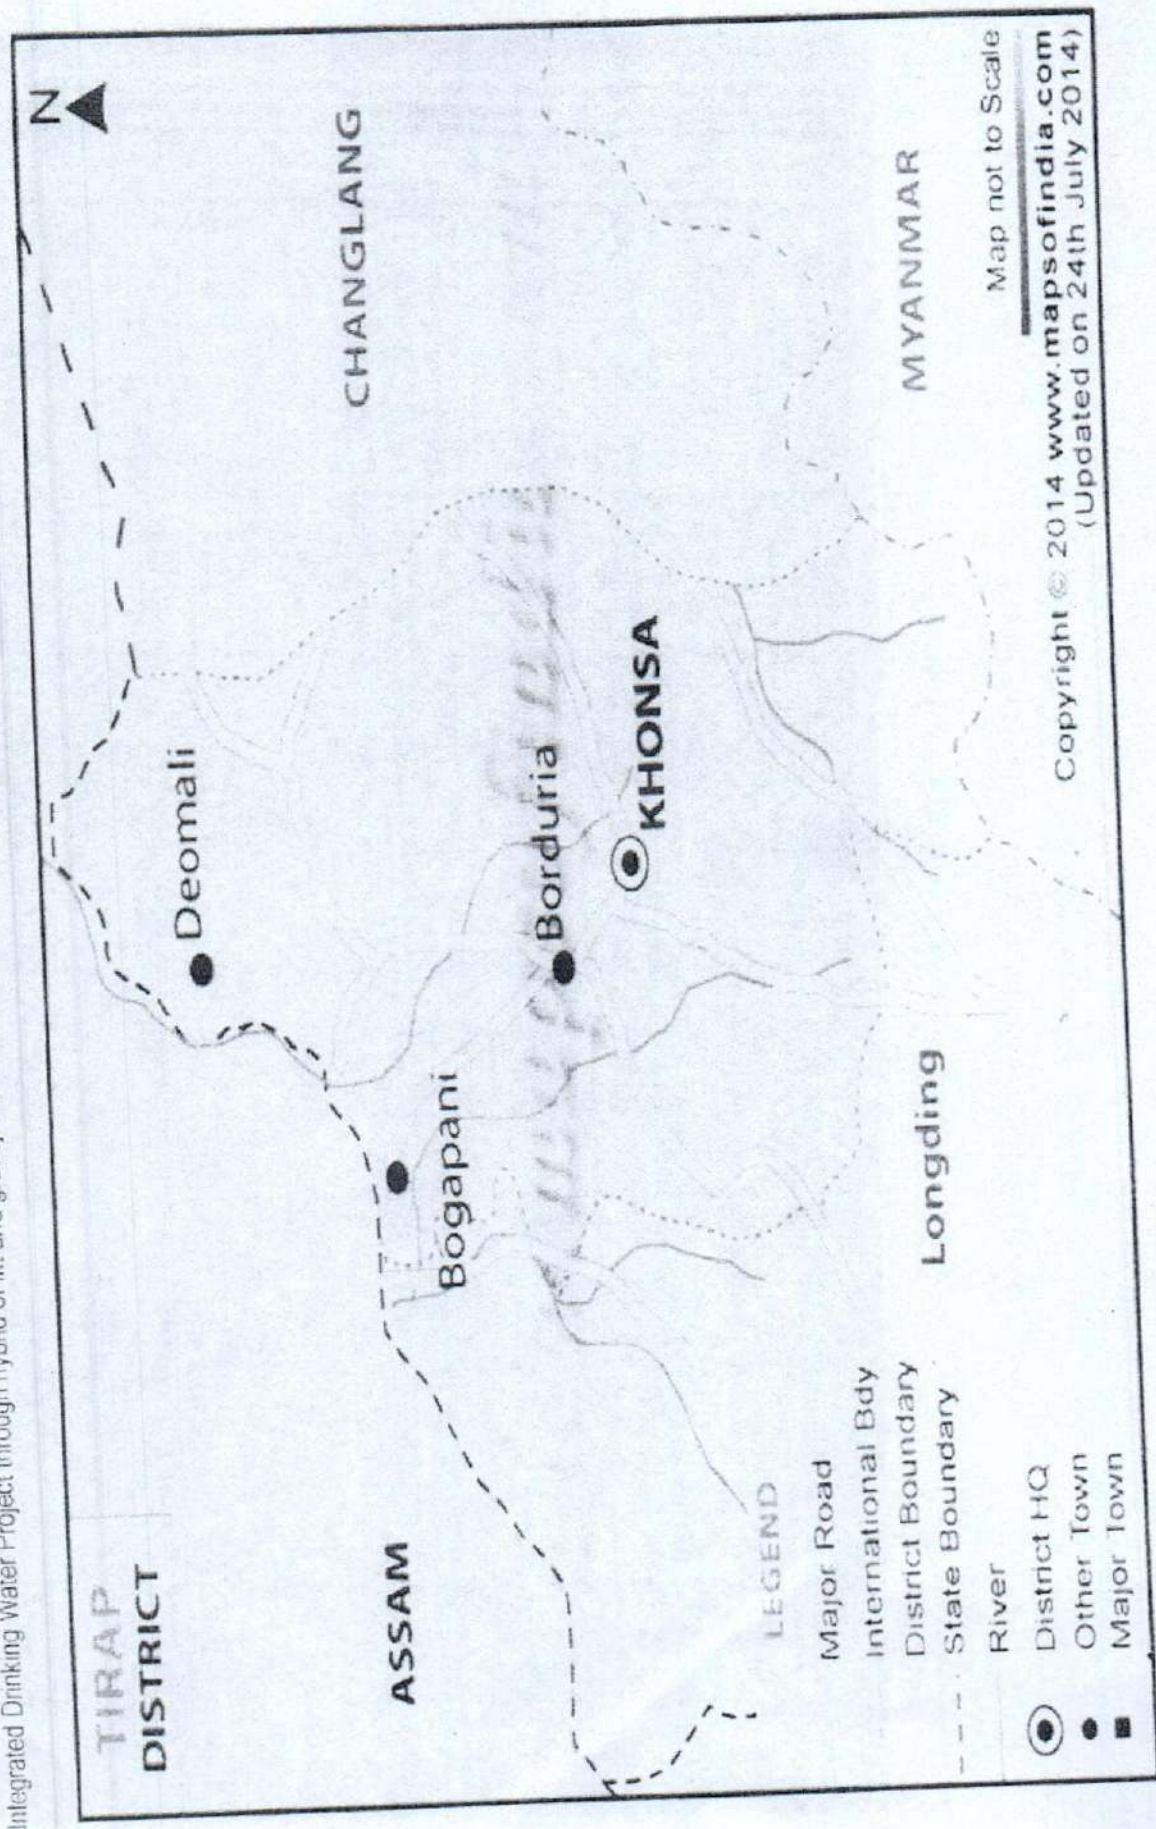 Integrated Drinking Water Project through Hybrid
TIRAP
DISTRICT
N
Deomali
CHANGLANG
ASSAM
Bogapani
Borduria
KHONSA
Longding
MYANMAR
LEGEND
Major Road
International Bdy
District Boundary
State Boundary
River
District HQ
Other Town
Major Town
Map not to Scale
Copyright © 2014 www.mapsofindia.com
(Updated on 24th July 2014)